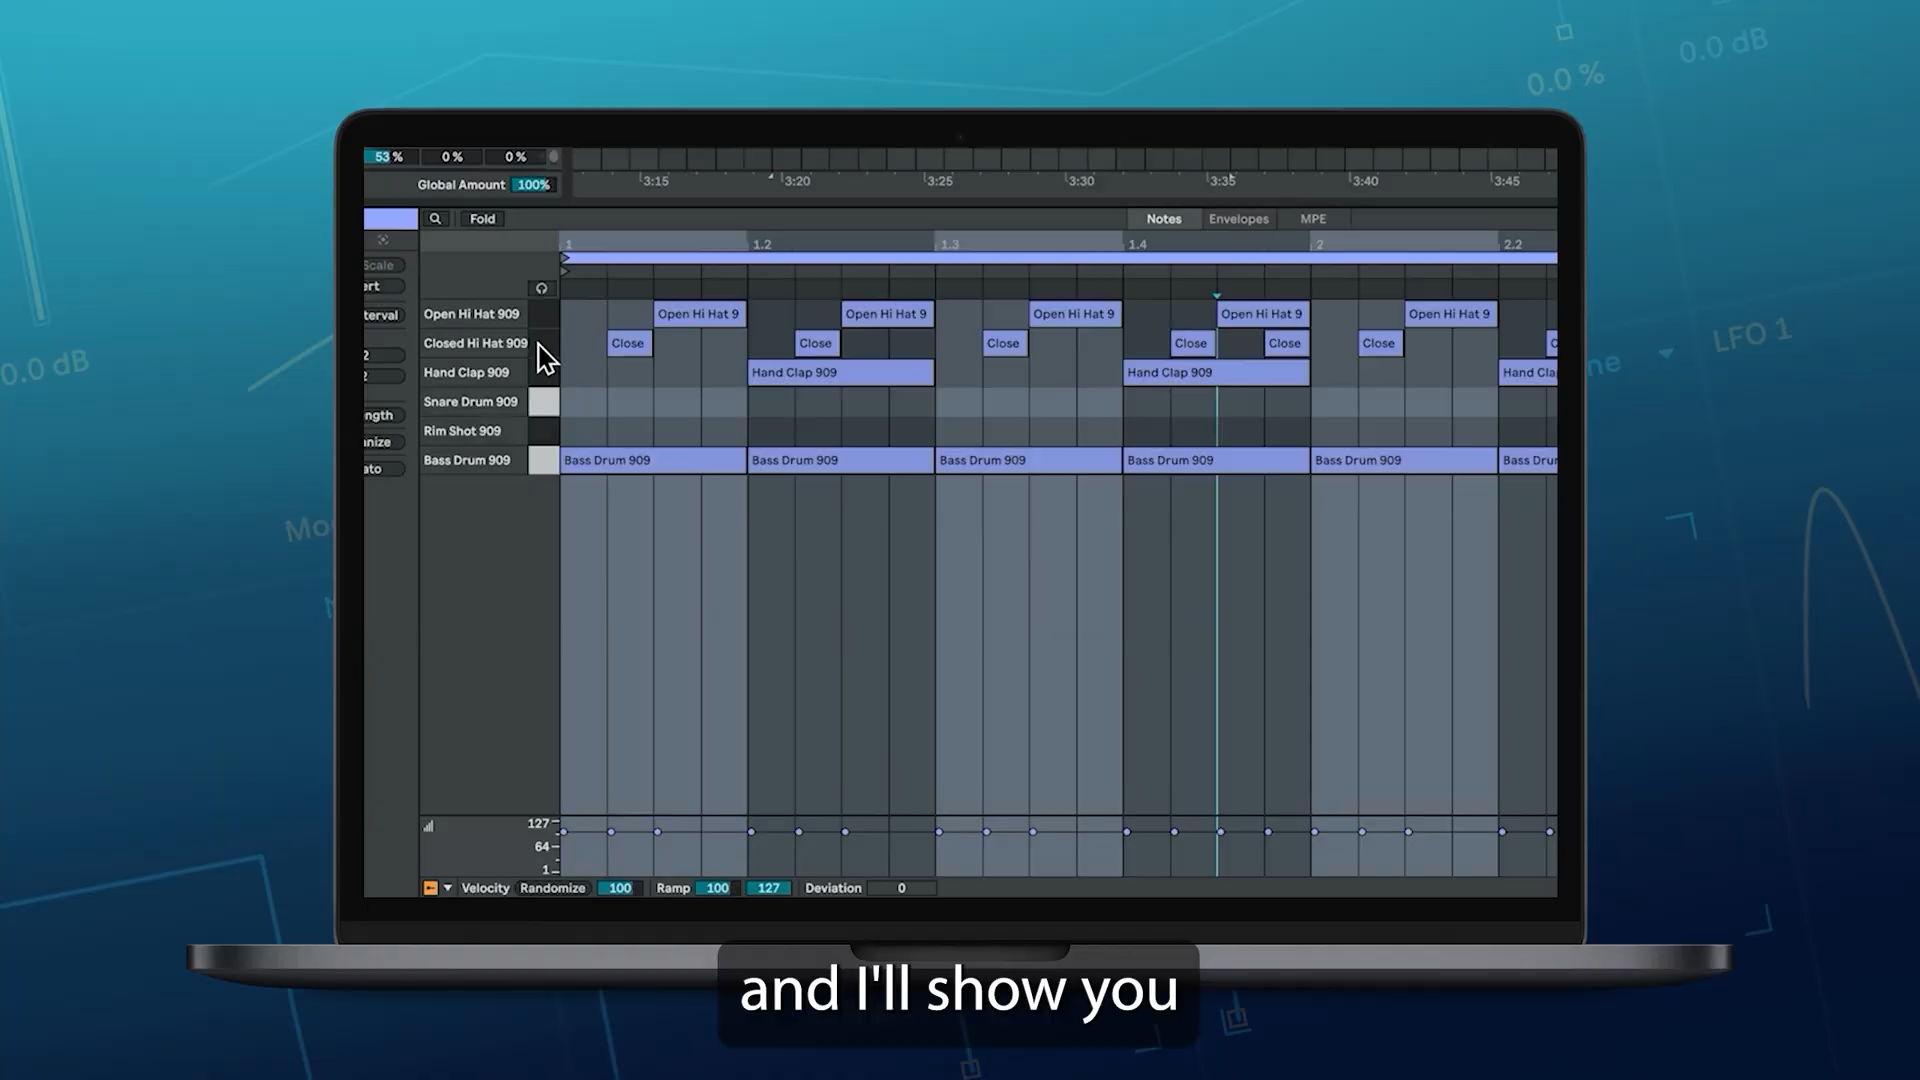 0.0 dB
0.0 %
53 % 0 % 0 %
Global Amount 100%
3:15 3:20 3:25 3:30 3:35 3:40 3:45
Fold Notes Envelopes MPE
1 1.2 1.3 1.4 2 2.2
Scale
ert
terval
2
2
ngth
nize
ato
Open Hi Hat 909 Open Hi Hat 9 Open Hi Hat 9 Open Hi Hat 9 Open Hi Hat 9 Open Hi Hat 9
Closed Hi Hat 909 Close Close Close Close Close Close C
Hand Clap 909 Hand Clap 909 Hand Clap 909 Hand Cla
Snare Drum 909
Rim Shot 909
Bass Drum 909 Bass Drum 909 Bass Drum 909 Bass Drum 909 Bass Drum 909 Bass Drum 909 Bass Drur
0.0 dB
LFO 1
ne
Mo
127
64
1
Velocity Randomize 100 Ramp 100 127 Deviation 0
and I'll show you